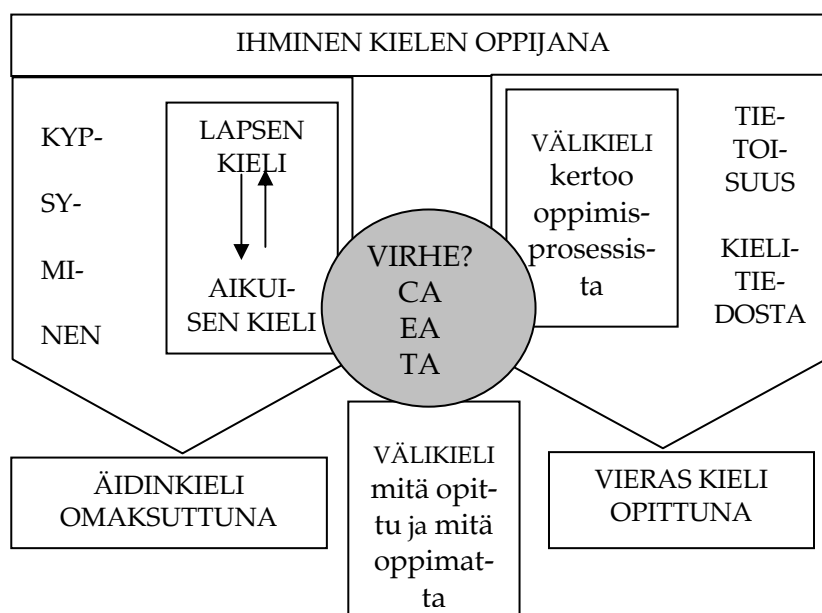 IHMINEN KIELEN OPPIJANA
KYP-
SY-
MI-
NEN
LAPSEN
KIELI
AIKUI-
SEN KIELI
VIRHE?
CA
EA
TA
VÄLIKIELI
kertoo
oppimis-
prosessis-
ta
TIE-
TOI-
SUUS
KIELI-
TIE-
DOSTA
ÄIDINKIELI
OMAKSUTTUNA
VÄLIKIELI
mitä opit-
tu ja mitä
oppimat-
ta
VIERAS KIELI
OPITTUNA